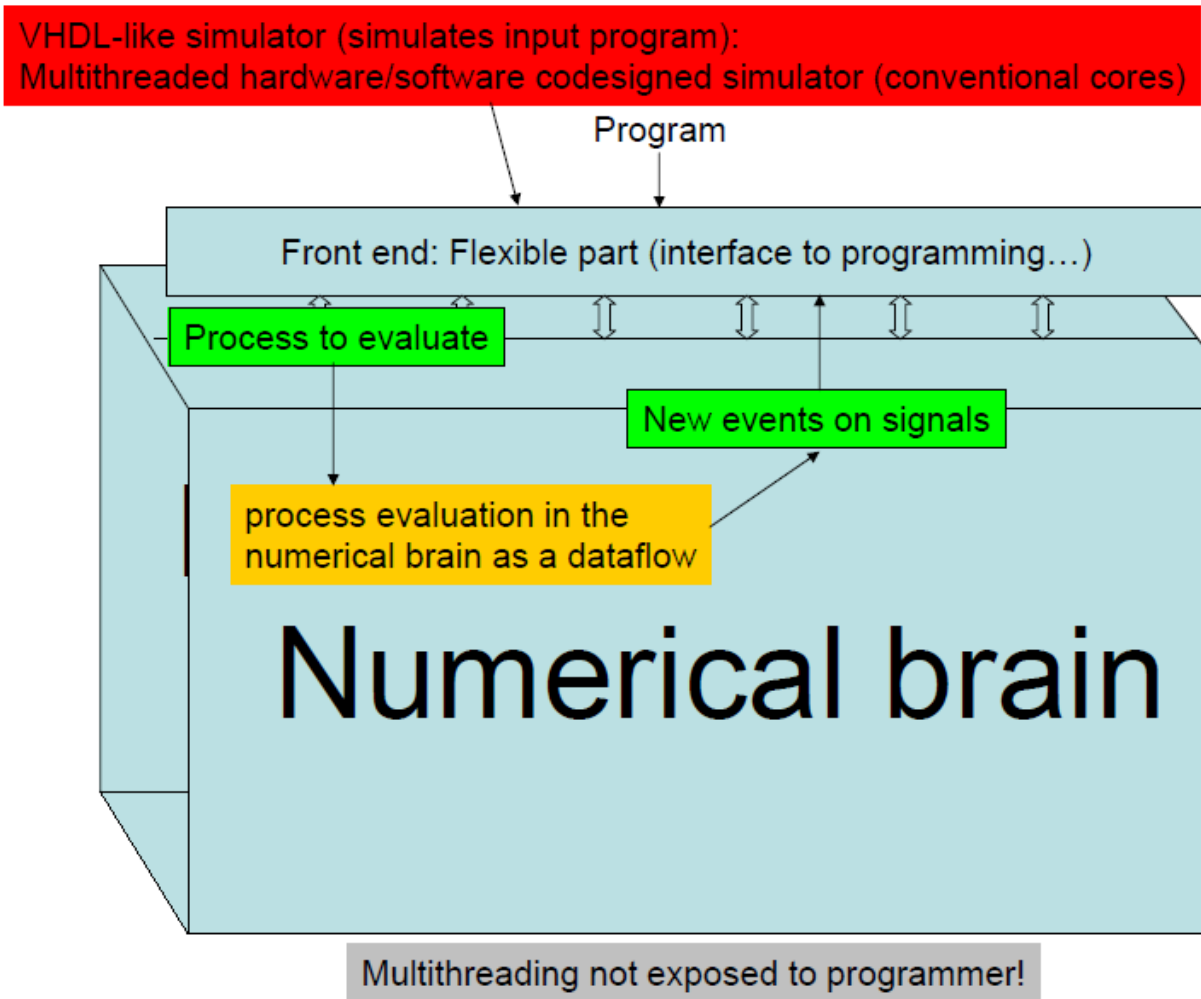 VHDL-like simulator (simulates input program):
Multithreaded hardware/software codesigned simulator (conventional cores)
Program
Front end: Flexible part (interface to programming…)
Process to evaluate
New events on signals
process evaluation in the
numerical brain as a dataflow
Numerical brain
Multithreading not exposed to programmer!